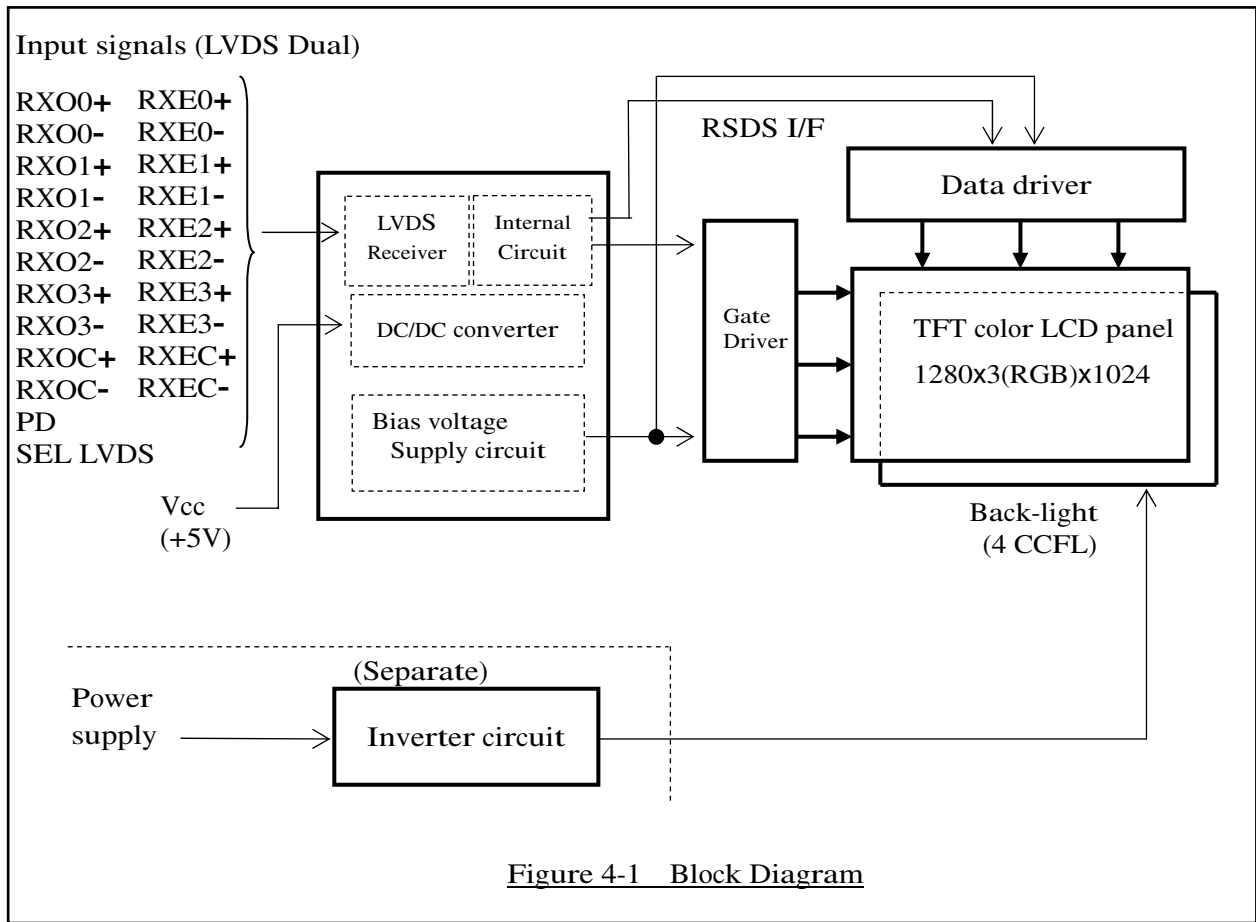 Input signals (LVDS Dual)
RXO0+ RXE0+
RXO0- RXE0-
RXO1+ RXE1+
RXO1- RXE1-
RXO2+ RXE2+
RXO2- RXE2-
RXO3+ RXE3+
RXO3- RXE3-
RXOC+ RXEC+
RXOC- RXEC-
PD
SEL LVDS
Vcc
(+5V)
LVDS
Receiver
Internal
Circuit
DC/DC converter
Bias voltage
Supply circuit
RSDS I/F
Data driver
Gate
Driver
TFT color LCD panel
1280x3(RGB)x1024
Back-light
(4 CCFL)
(Separate)
Power
supply
Inverter circuit
Figure 4-1 Block Diagram